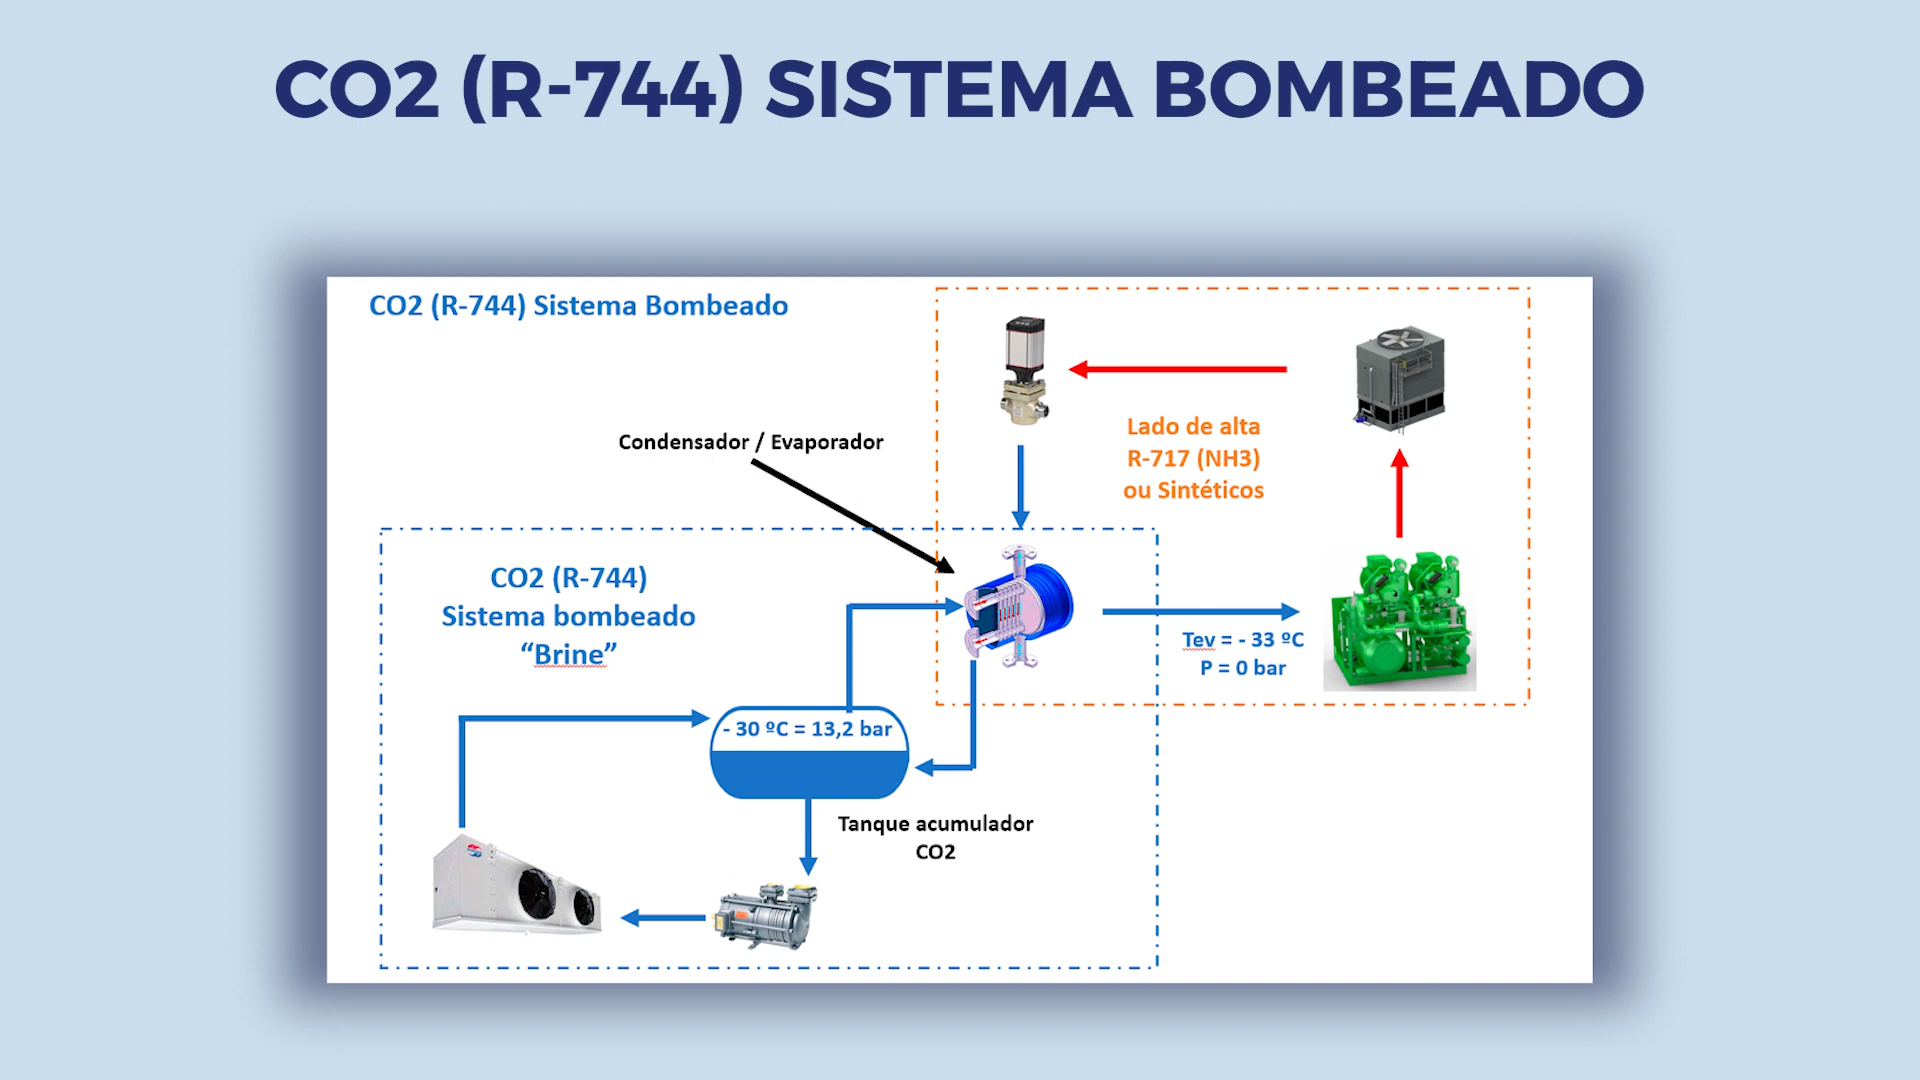 CO2 (R-744) SISTEMA BOMBEADO
CO2 (R-744) Sistema Bombeado
Lado de alta
R-717 (NH3)
ou Sintéticos
Condensador / Evaporador
CO2 (R-744)
Sistema bombeado
“Brine”
Tev = - 33 ºC
P = 0 bar
- 30 ºC = 13,2 bar
Tanque acumulador
CO2